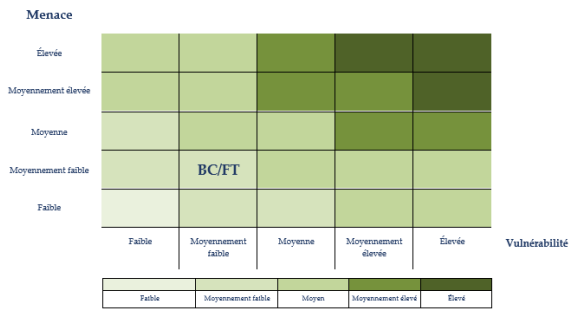 Menace
Élevée
Moyennement élevée
Moyenne
Moyennement faible
BC/FT
Faible
Faible
Moyennement
faible
Moyenne
Moyennement
élevée
Élevée
Vulnérabilité
Faible
Moyennement faible
Moyen
Moyennement élevé
Élevé